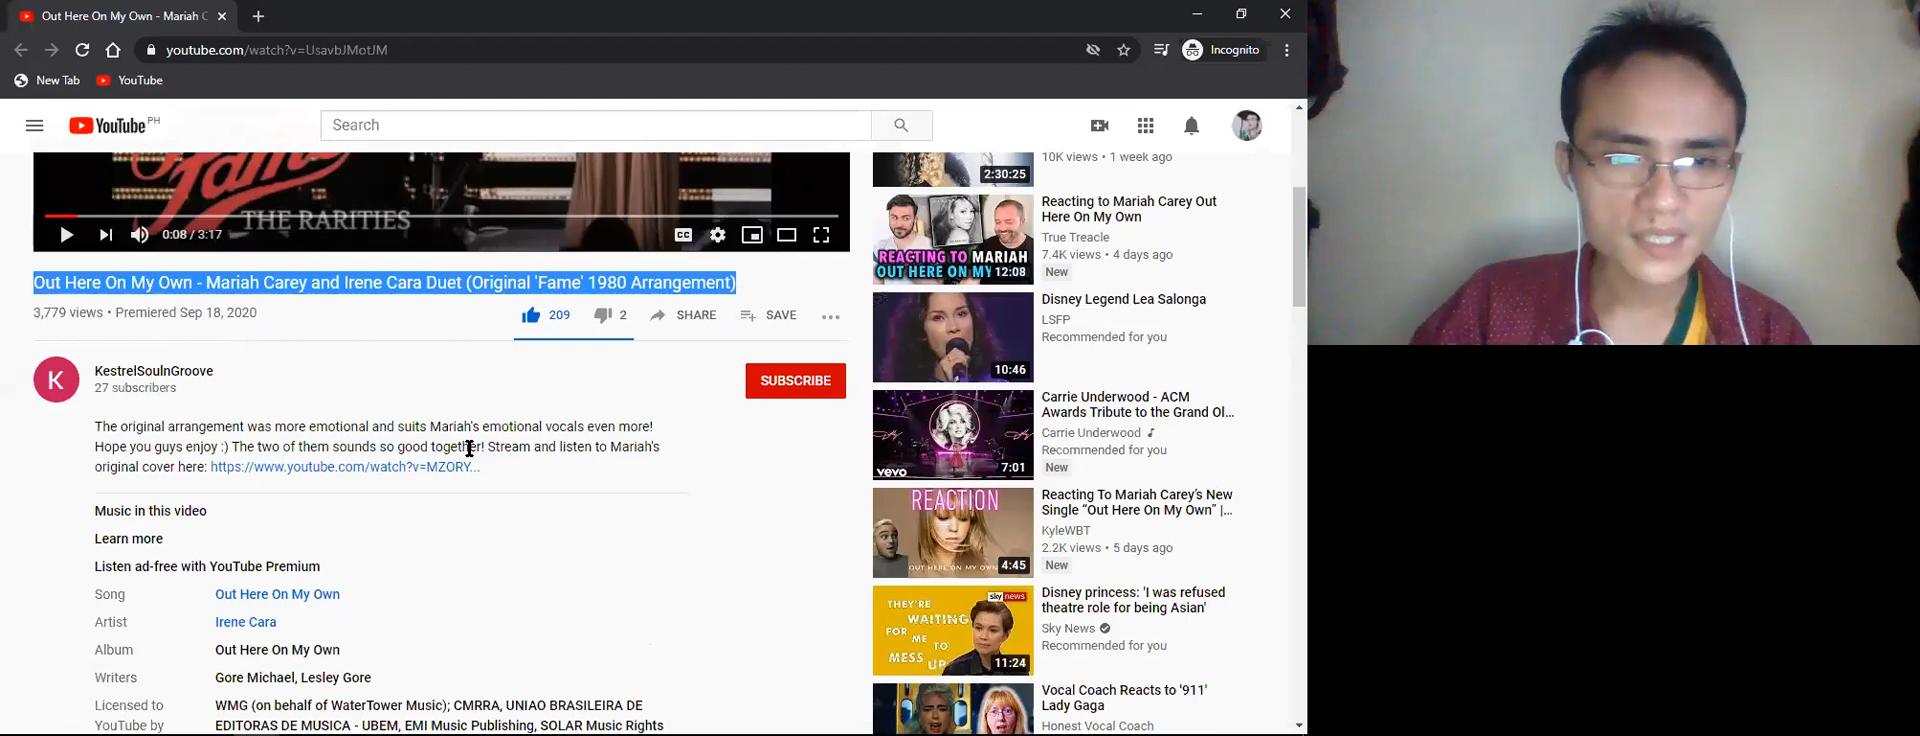 Out Here On My Own - Mariah C
youtube.com/watch?v=UsavbJMotJM
Incognito
New Tab
YouTube
YouTube PH
Search
THE RARITIES
0:08 / 3:17
CC
Out Here On My Own - Mariah Carey and Irene Cara Duet (Original 'Fame' 1980 Arrangement)
3,779 views • Premiered Sep 18, 2020
209
2
SHARE
SAVE
K
KestrelSoulnGroove
27 subscribers
SUBSCRIBE
The original arrangement was more emotional and suits Mariah's emotional vocals even more!
Hope you guys enjoy :) The two of them sounds so good together! Stream and listen to Mariah's
original cover here: https://www.youtube.com/watch?v=MZORY...
Music in this video
Learn more
Listen ad-free with YouTube Premium
Song Out Here On My Own
Artist Irene Cara
Album Out Here On My Own
Writers Gore Michael, Lesley Gore
Licensed to WMG (on behalf of WaterTower Music); CMRRA, UNIAO BRASILEIRA DE
YouTube by EDITORAS DE MUSICA - UBEM, EMI Music Publishing, SOLAR Music Rights
10K views • 1 week ago
2:30:25
REACTING TO MARIAH
OUT HERE ON MY
12:08
Reacting to Mariah Carey Out
Here On My Own
True Treacle
7.4K views • 4 days ago
New
10:46
Disney Legend Lea Salonga
LSFP
Recommended for you
vevo
7:01
Carrie Underwood - ACM
Awards Tribute to the Grand Ol...
Carrie Underwood
Recommended for you
New
REACTION
OUT HERE ON MY OWN
4:45
Reacting To Mariah Carey's New
Single “Out Here On My Own” |...
KyleWBT
2.2K views • 5 days ago
New
sky news
THEY'RE
WAITING
FOR ME
TO
MESS UP
11:24
Disney princess: 'I was refused
theatre role for being Asian'
Sky News
Recommended for you
Vocal Coach Reacts to '911'
Lady Gaga
Honest Vocal Coach